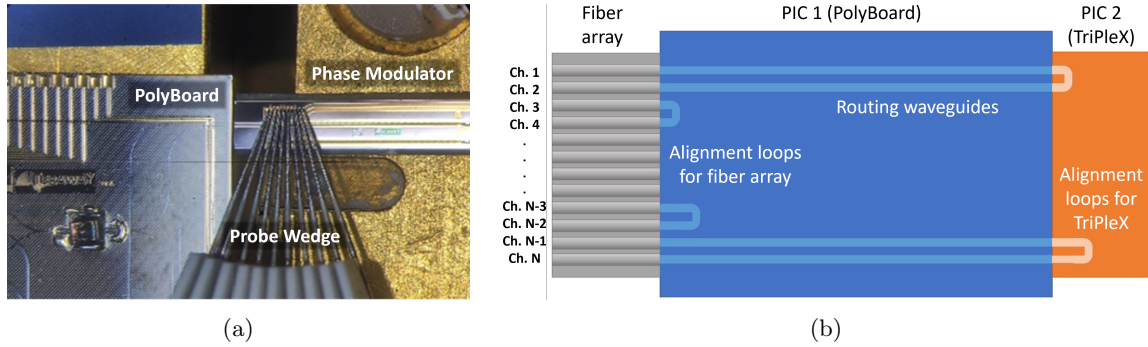 Phase Modulator
PolyBoard
Probe Wedge
(a)
Fiber
array
PIC 1 (PolyBoard)
PIC 2
(TriPleX)
Ch. 1
Ch. 2
Ch. 3
Ch. 4
.
.
.
.
Ch. N-3
Ch. N-2
Ch. N-1
Ch. N
Routing waveguides
Alignment loops
for fiber array
Alignment
loops for
TriPleX
(b)